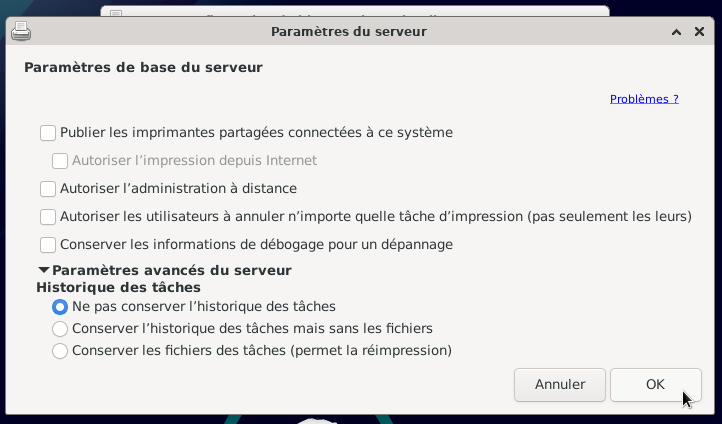 Paramètres du serveur
Paramètres de base du serveur
Problèmes ?
Publier les imprimantes partagées connectées à ce système
Autoriser l’impression depuis Internet
Autoriser l’administration à distance
Autoriser les utilisateurs à annuler n’importe quelle tâche d’impression (pas seulement les leurs)
Conserver les informations de débogage pour un dépannage
Paramètres avancés du serveur
Historique des tâches
Ne pas conserver l’historique des tâches
Conserver l’historique des tâches mais sans les fichiers
Conserver les fichiers des tâches (permet la réimpression)
Annuler OK